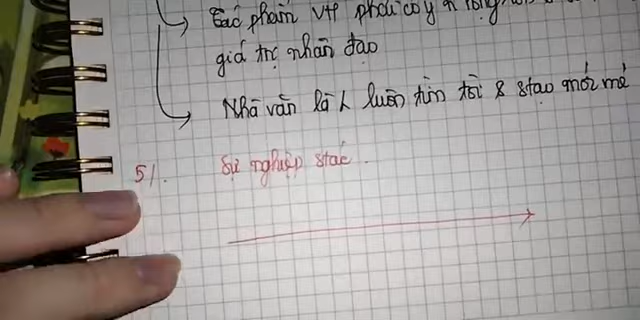 Tác phẩm VH phải có ý n rộng
giá trị nhân đạo
Nhà văn là L luôn tìm tòi & stạo mới mẻ
5/. Sự nghiệp stác.